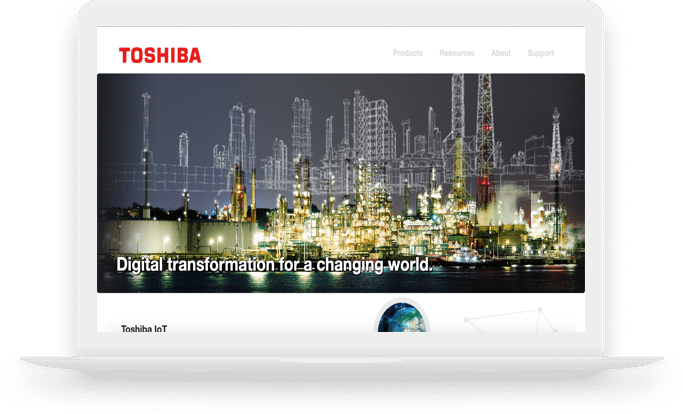 TOSHIBA
Products Resources About Support
Digital transformation for a changing world.
Toshiba IoT